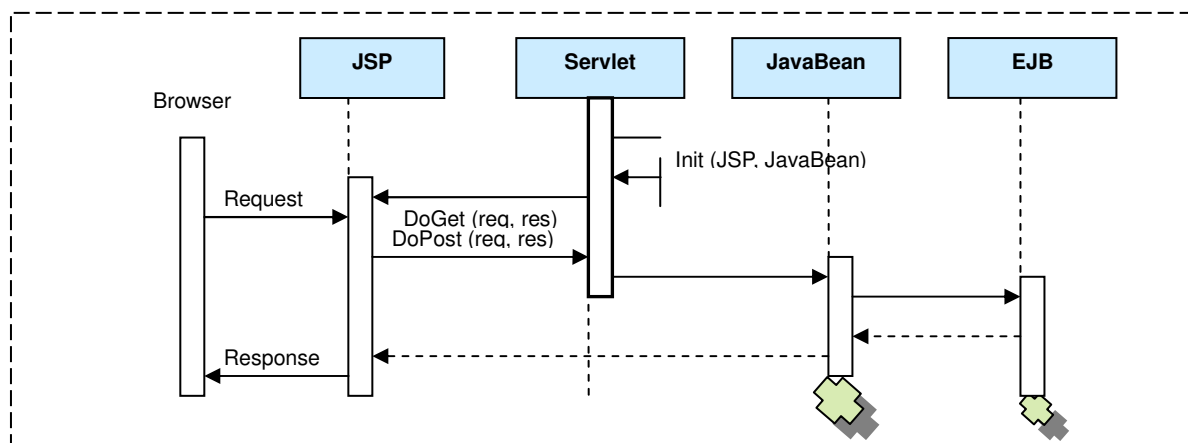 JSP
Servlet
JavaBean
EJB
Browser
Init (JSP, JavaBean)
Request
DoGet (req, res)
DoPost (req, res)
Response